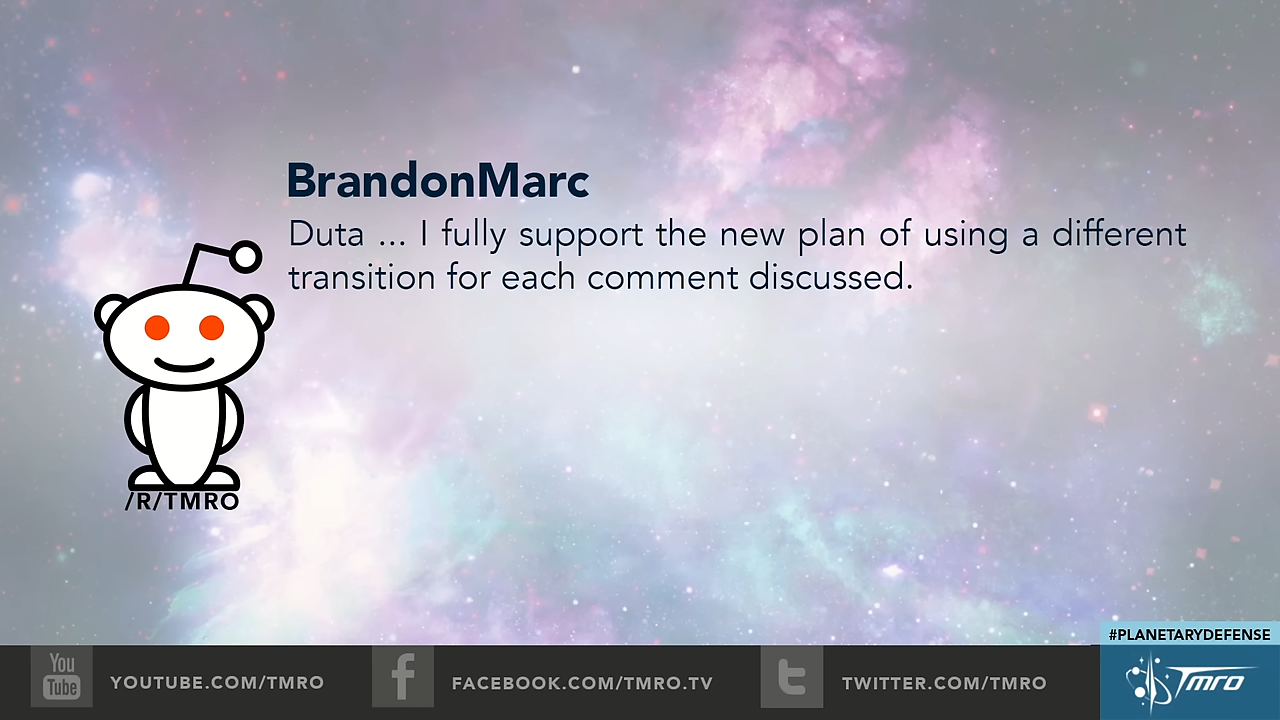 BrandonMarc
Duta ... I fully support the new plan of using a different
transition for each comment discussed.
/R/TMRO
#PLANETARYDEFENSE
You
Tube
YOUTUBE.COM/TMRO
f
FACEBOOK.COM/TMRO.TV
t
TWITTER.COM/TMRO
Tmro